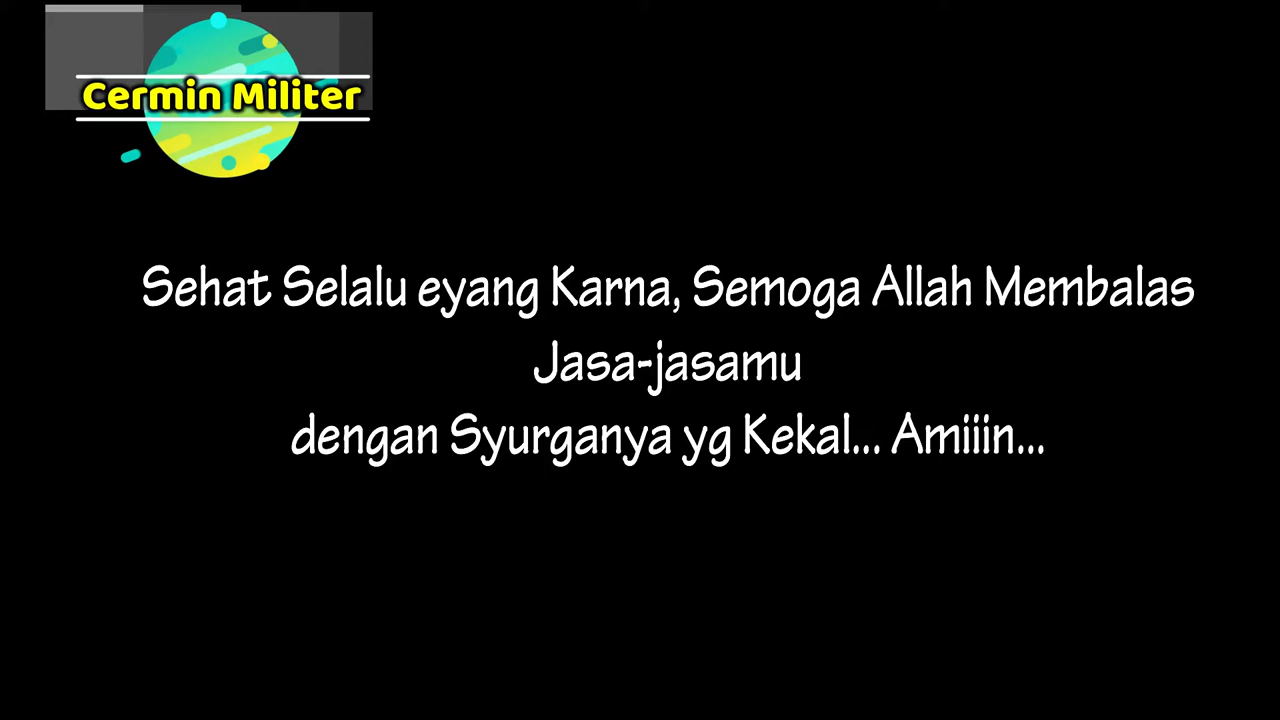 Cermin Militer
Sehat Selalu eyang Karna, Semoga Allah Membalas
Jasa-jasamu
dengan Syurganya yg Kekal... Amiiin...